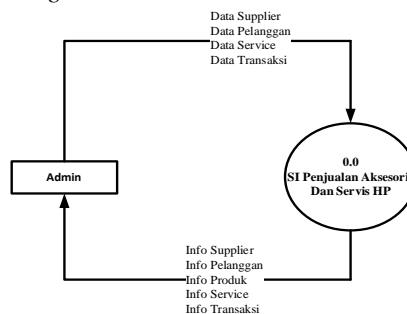 Data Supplier
Data Pelanggan
Data Service
Data Transaksi
Admin
0.0
SI Penjualan Aksesori
Dan Servis HP
Info Supplier
Info Pelanggan
Info Produk
Info Service
Info Transaksi